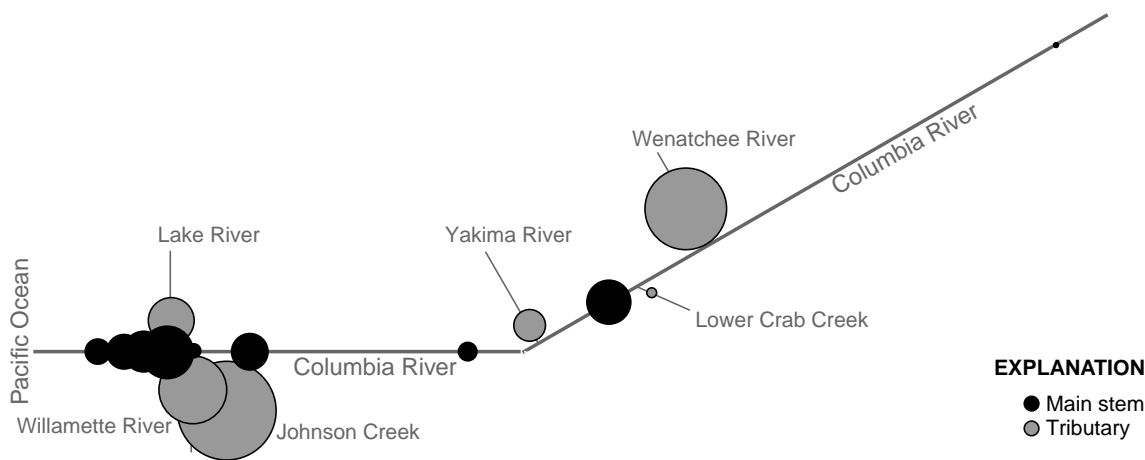 Wenatchee River
Columbia River
Lake River
Yakima River
Pacific Ocean
Lower Crab Creek
Columbia River
Willamette River
Johnson Creek
EXPLANATION
Main stem
Tributary